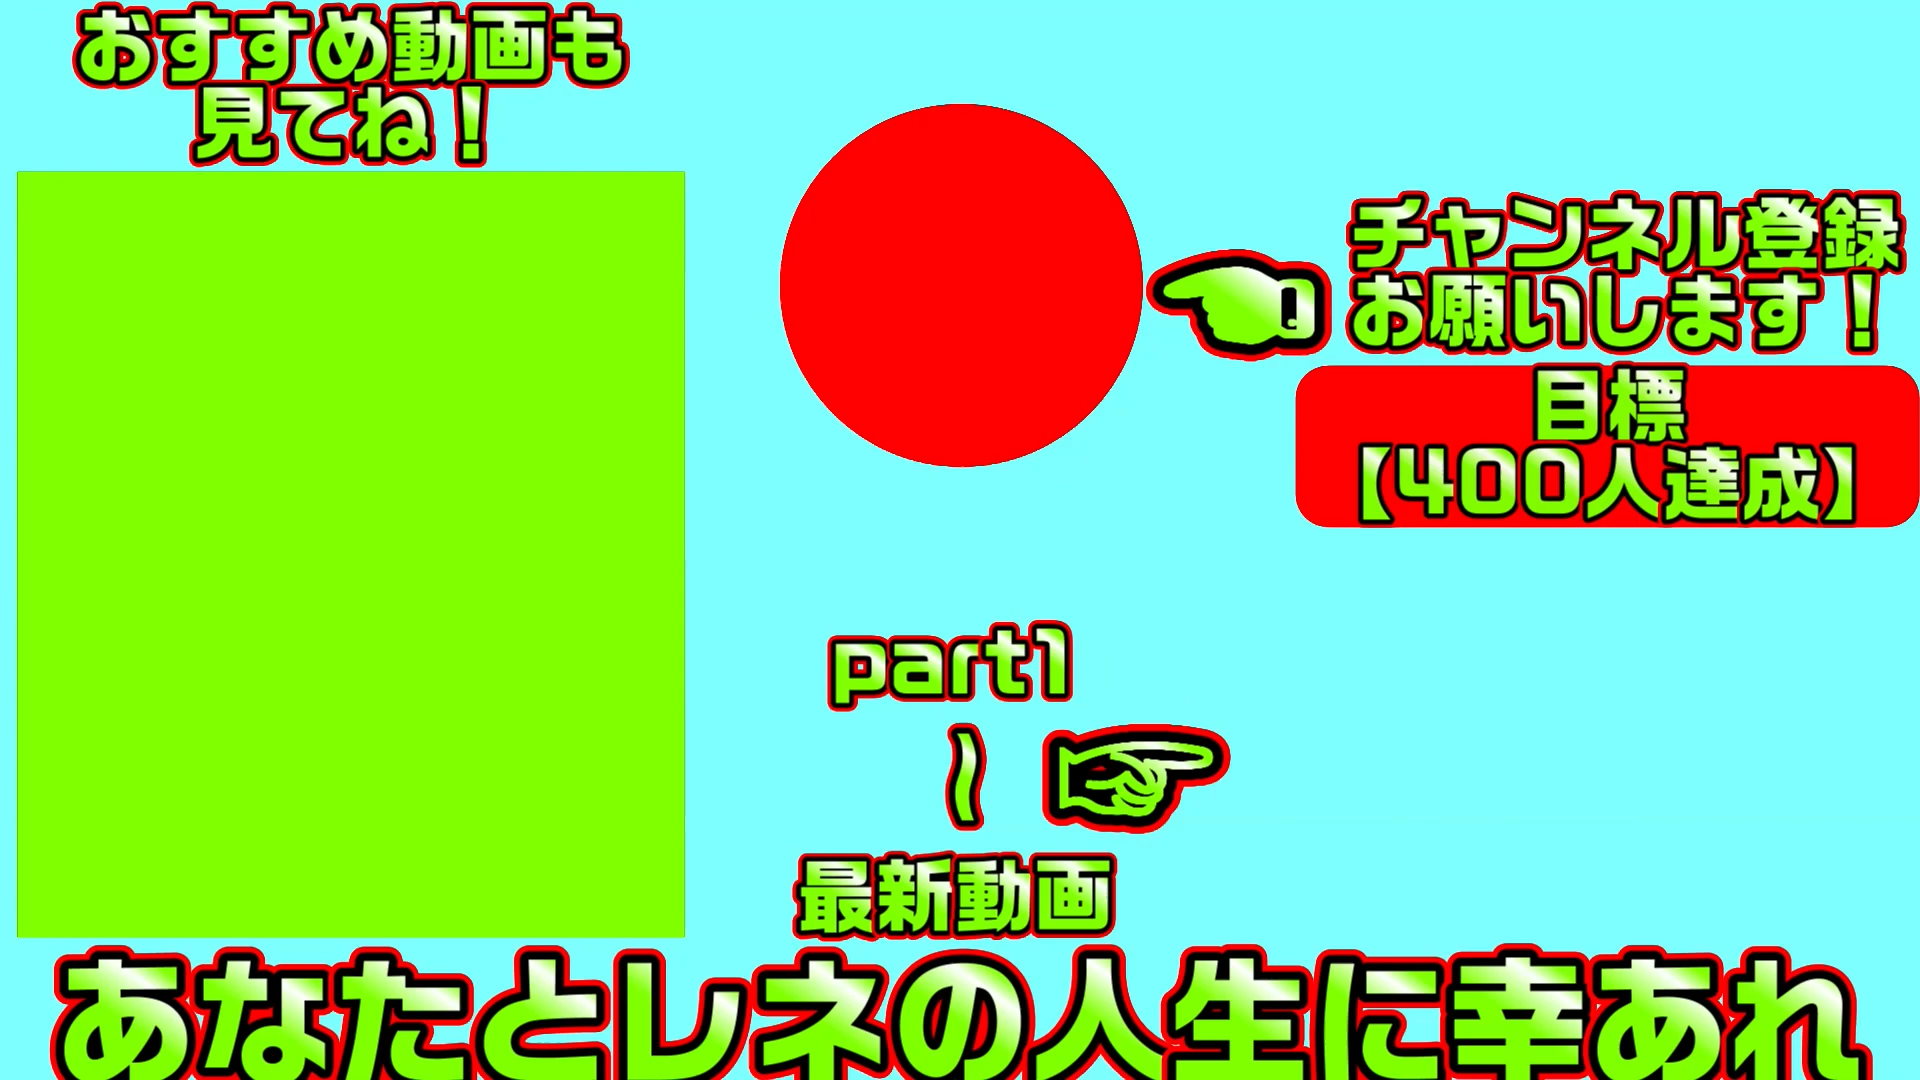 おすすめ動画も
見てね！
チャンネル登録
お願いします！
目標
【400人達成】
part1
～
最新動画
あなたとレネの人生に幸あれ